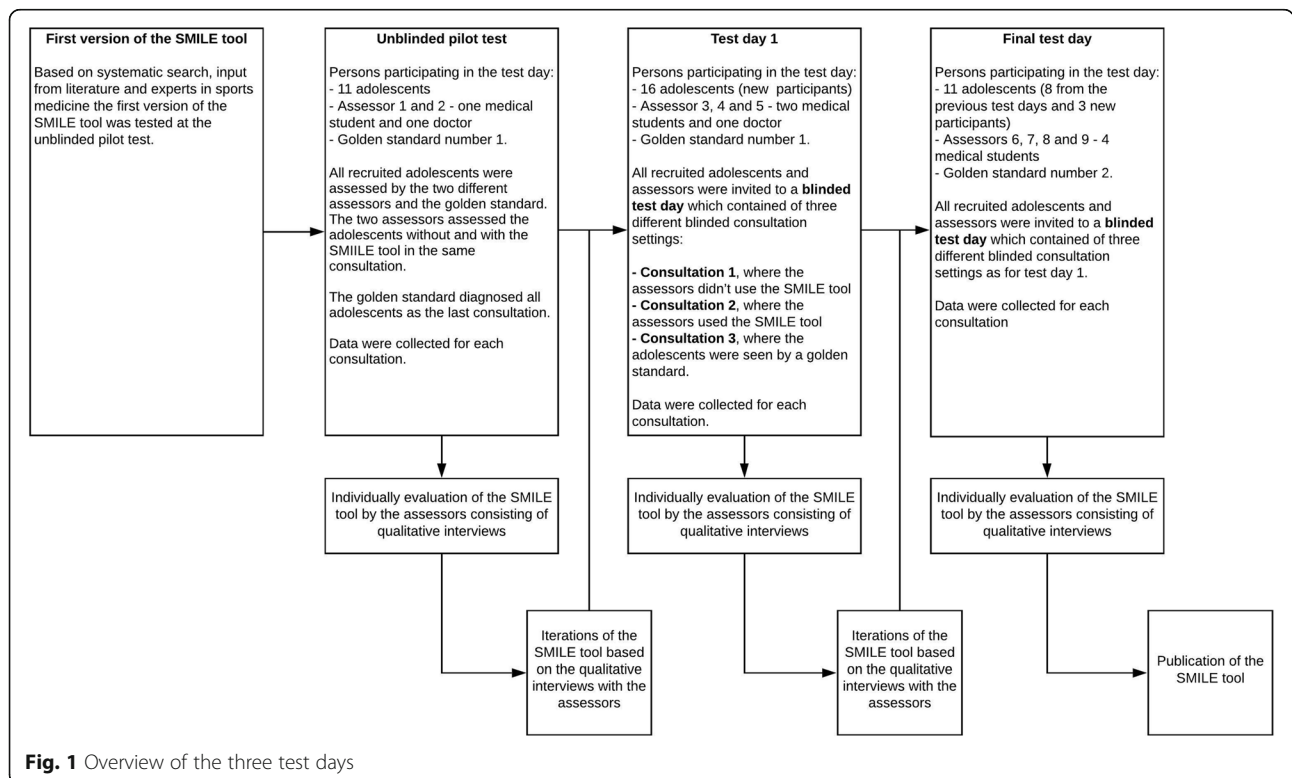 First version of the SMILE tool
Based on systematic search, input
from literature and experts in sports
medicine the first version of the
SMILE tool was tested at the
unblinded pilot test.
Unblinded pilot test
Persons participating in the test day:
- 11 adolescents
- Assessor 1 and 2 - one medical
student and one doctor
- Golden standard number 1.
All recruited adolescents were
assessed by the two different
assessors and the golden standard.
The two assessors assessed the
adolescents without and with the
SMIILE tool in the same
consultation.
The golden standard diagnosed all
adolescents as the last consultation.
Data were collected for each
consultation.
Test day 1
Persons participating in the test day:
- 16 adolescents (new participants)
- Assessor 3, 4 and 5 - two medical
students and one doctor
- Golden standard number 1.
All recruited adolescents and
assessors were invited to a blinded
test day which contained of three
different blinded consultation
settings:
- Consultation 1, where the
assessors didn't use the SMILE tool
- Consultation 2, where the
assessors used the SMILE tool
- Consultation 3, where the
adolescents were seen by a golden
standard.
Data were collected for each
consultation.
Final test day
Persons participating in the test day:
- 11 adolescents (8 from the
previous test days and 3 new
participants)
- Assessors 6, 7, 8 and 9 - 4
medical students
- Golden standard number 2.
All recruited adolescents and
assessors were invited to a
blinded test day which contained of three
different blinded consultation
settings as for test day 1.
Data were collected for each
consultation
Individually evaluation of the SMILE
tool by the assessors consisting of
qualitative interviews
Individually evaluation of the SMILE
tool by the assessors consisting of
qualitative interviews
Individually evaluation of the SMILE
tool by the assessors consisting of
qualitative interviews
Iterations of the
SMILE tool based
on the qualitative
interviews with the
assessors
Iterations of the
SMILE tool based
on the qualitative
interviews with the
assessors
Publication of the
SMILE tool
Fig. 1 Overview of the three test days